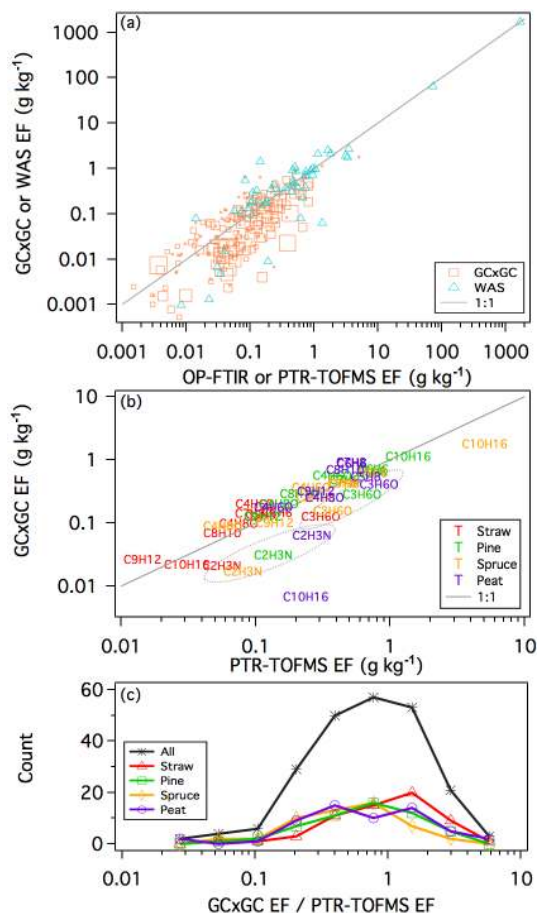 (a)
1000
100
10
1
0.1
0.01
0.001
GCxGC or WAS EF (g kg⁻¹)
GCxGC
WAS
1:1
0.001 0.01 0.1 1 10 100 1000
OP-FTIR or PTR-TOFMS EF (g kg⁻¹)
(b)
10
1
0.1
0.01
GCxGC EF (g kg⁻¹)
C10H16
C10H16
C9H12
C3H6O
C3H6O
C4H8O
C3H6O
C3H6O
C9H12
C8H10
C2H3N
C9H12
C10H16
C2H3N
C2H3N
C2H3N
C10H16
Straw
Pine
Spruce
Peat
1:1
0.01 0.1 1 10
PTR-TOFMS EF (g kg⁻¹)
(c)
60
40
20
0
Count
All
Straw
Pine
Spruce
Peat
0.01 0.1 1 10
GCxGC EF / PTR-TOFMS EF